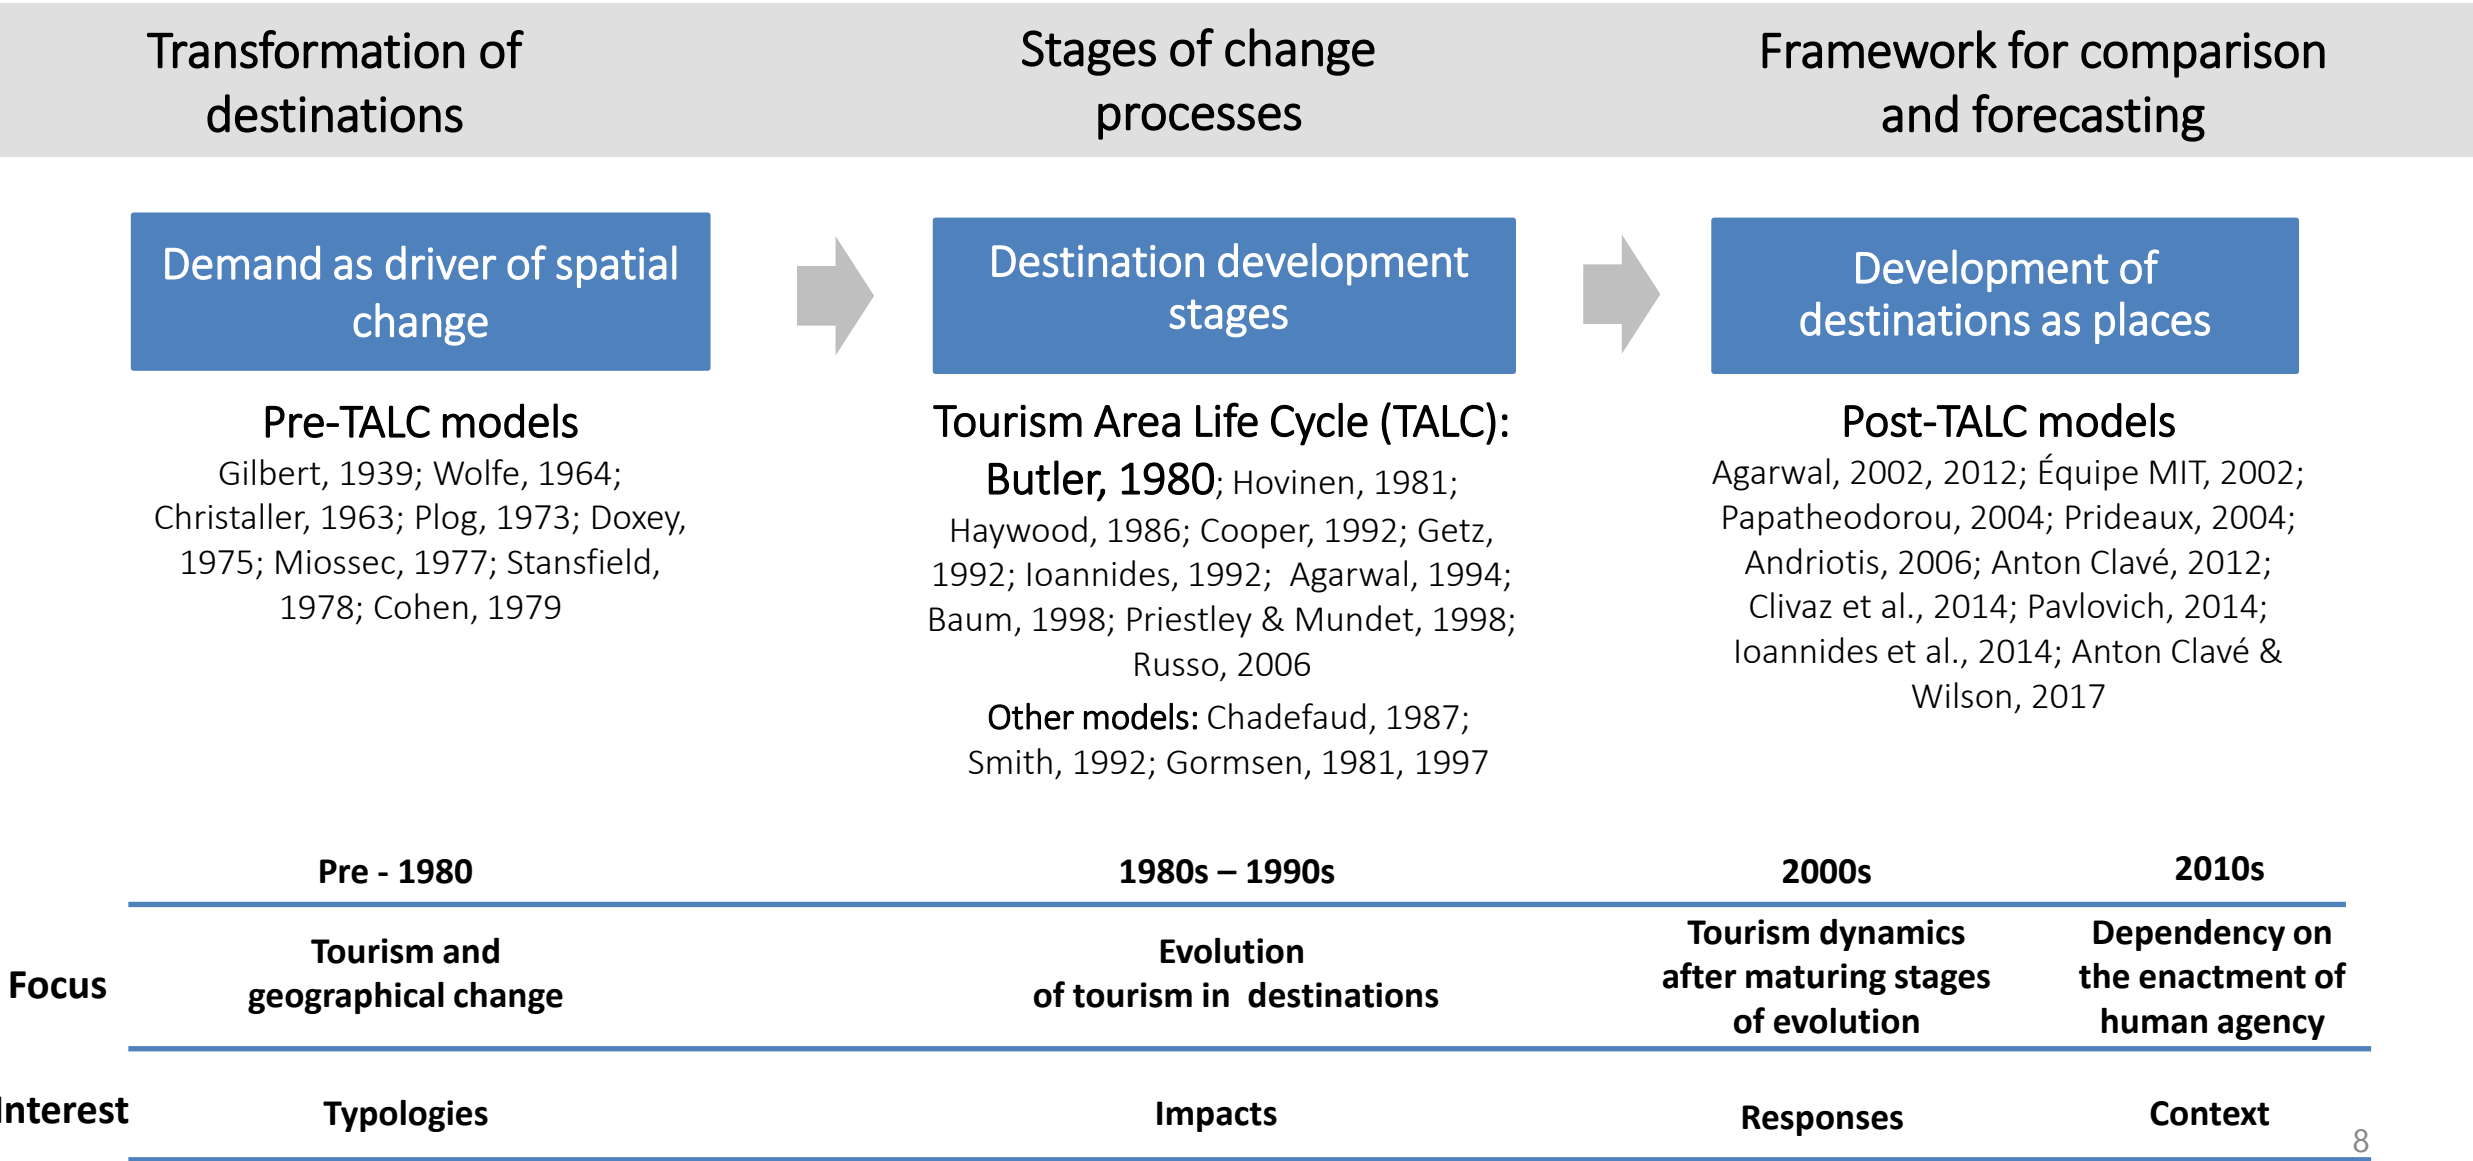 Transformation of
destinations
Stages of change
processes
Framework for comparison
and forecasting
Demand as driver of spatial
change
Destination development
stages
Development of
destinations as places
Pre-TALC models
Gilbert, 1939; Wolfe, 1964;
Christaller, 1963; Plog, 1973; Doxey,
1975; Miossec, 1977; Stansfield,
1978; Cohen, 1979
Tourism Area Life Cycle (TALC):
Butler, 1980; Hovinen, 1981;
Haywood, 1986; Cooper, 1992; Getz,
1992; Ioannides, 1992;  Agarwal, 1994;
Baum, 1998; Priestley & Mundet, 1998;
Russo, 2006
Other models: Chadefaud, 1987;
Smith, 1992; Gormsen, 1981, 1997
Post-TALC models
Agarwal, 2002, 2012; Équipe MIT, 2002;
Papatheodorou, 2004; Prideaux, 2004;
Andriotis, 2006; Anton Clavé, 2012;
Clivaz et al., 2014; Pavlovich, 2014;
Ioannides et al., 2014; Anton Clavé &
Wilson, 2017
Pre - 1980
1980s – 1990s
2000s
2010s
Focus
Tourism and
geographical change
Evolution
of tourism in  destinations
Tourism dynamics
after maturing stages
of evolution
Dependency on
the enactment of
human agency
Interest
Typologies
Impacts
Responses
Context
8